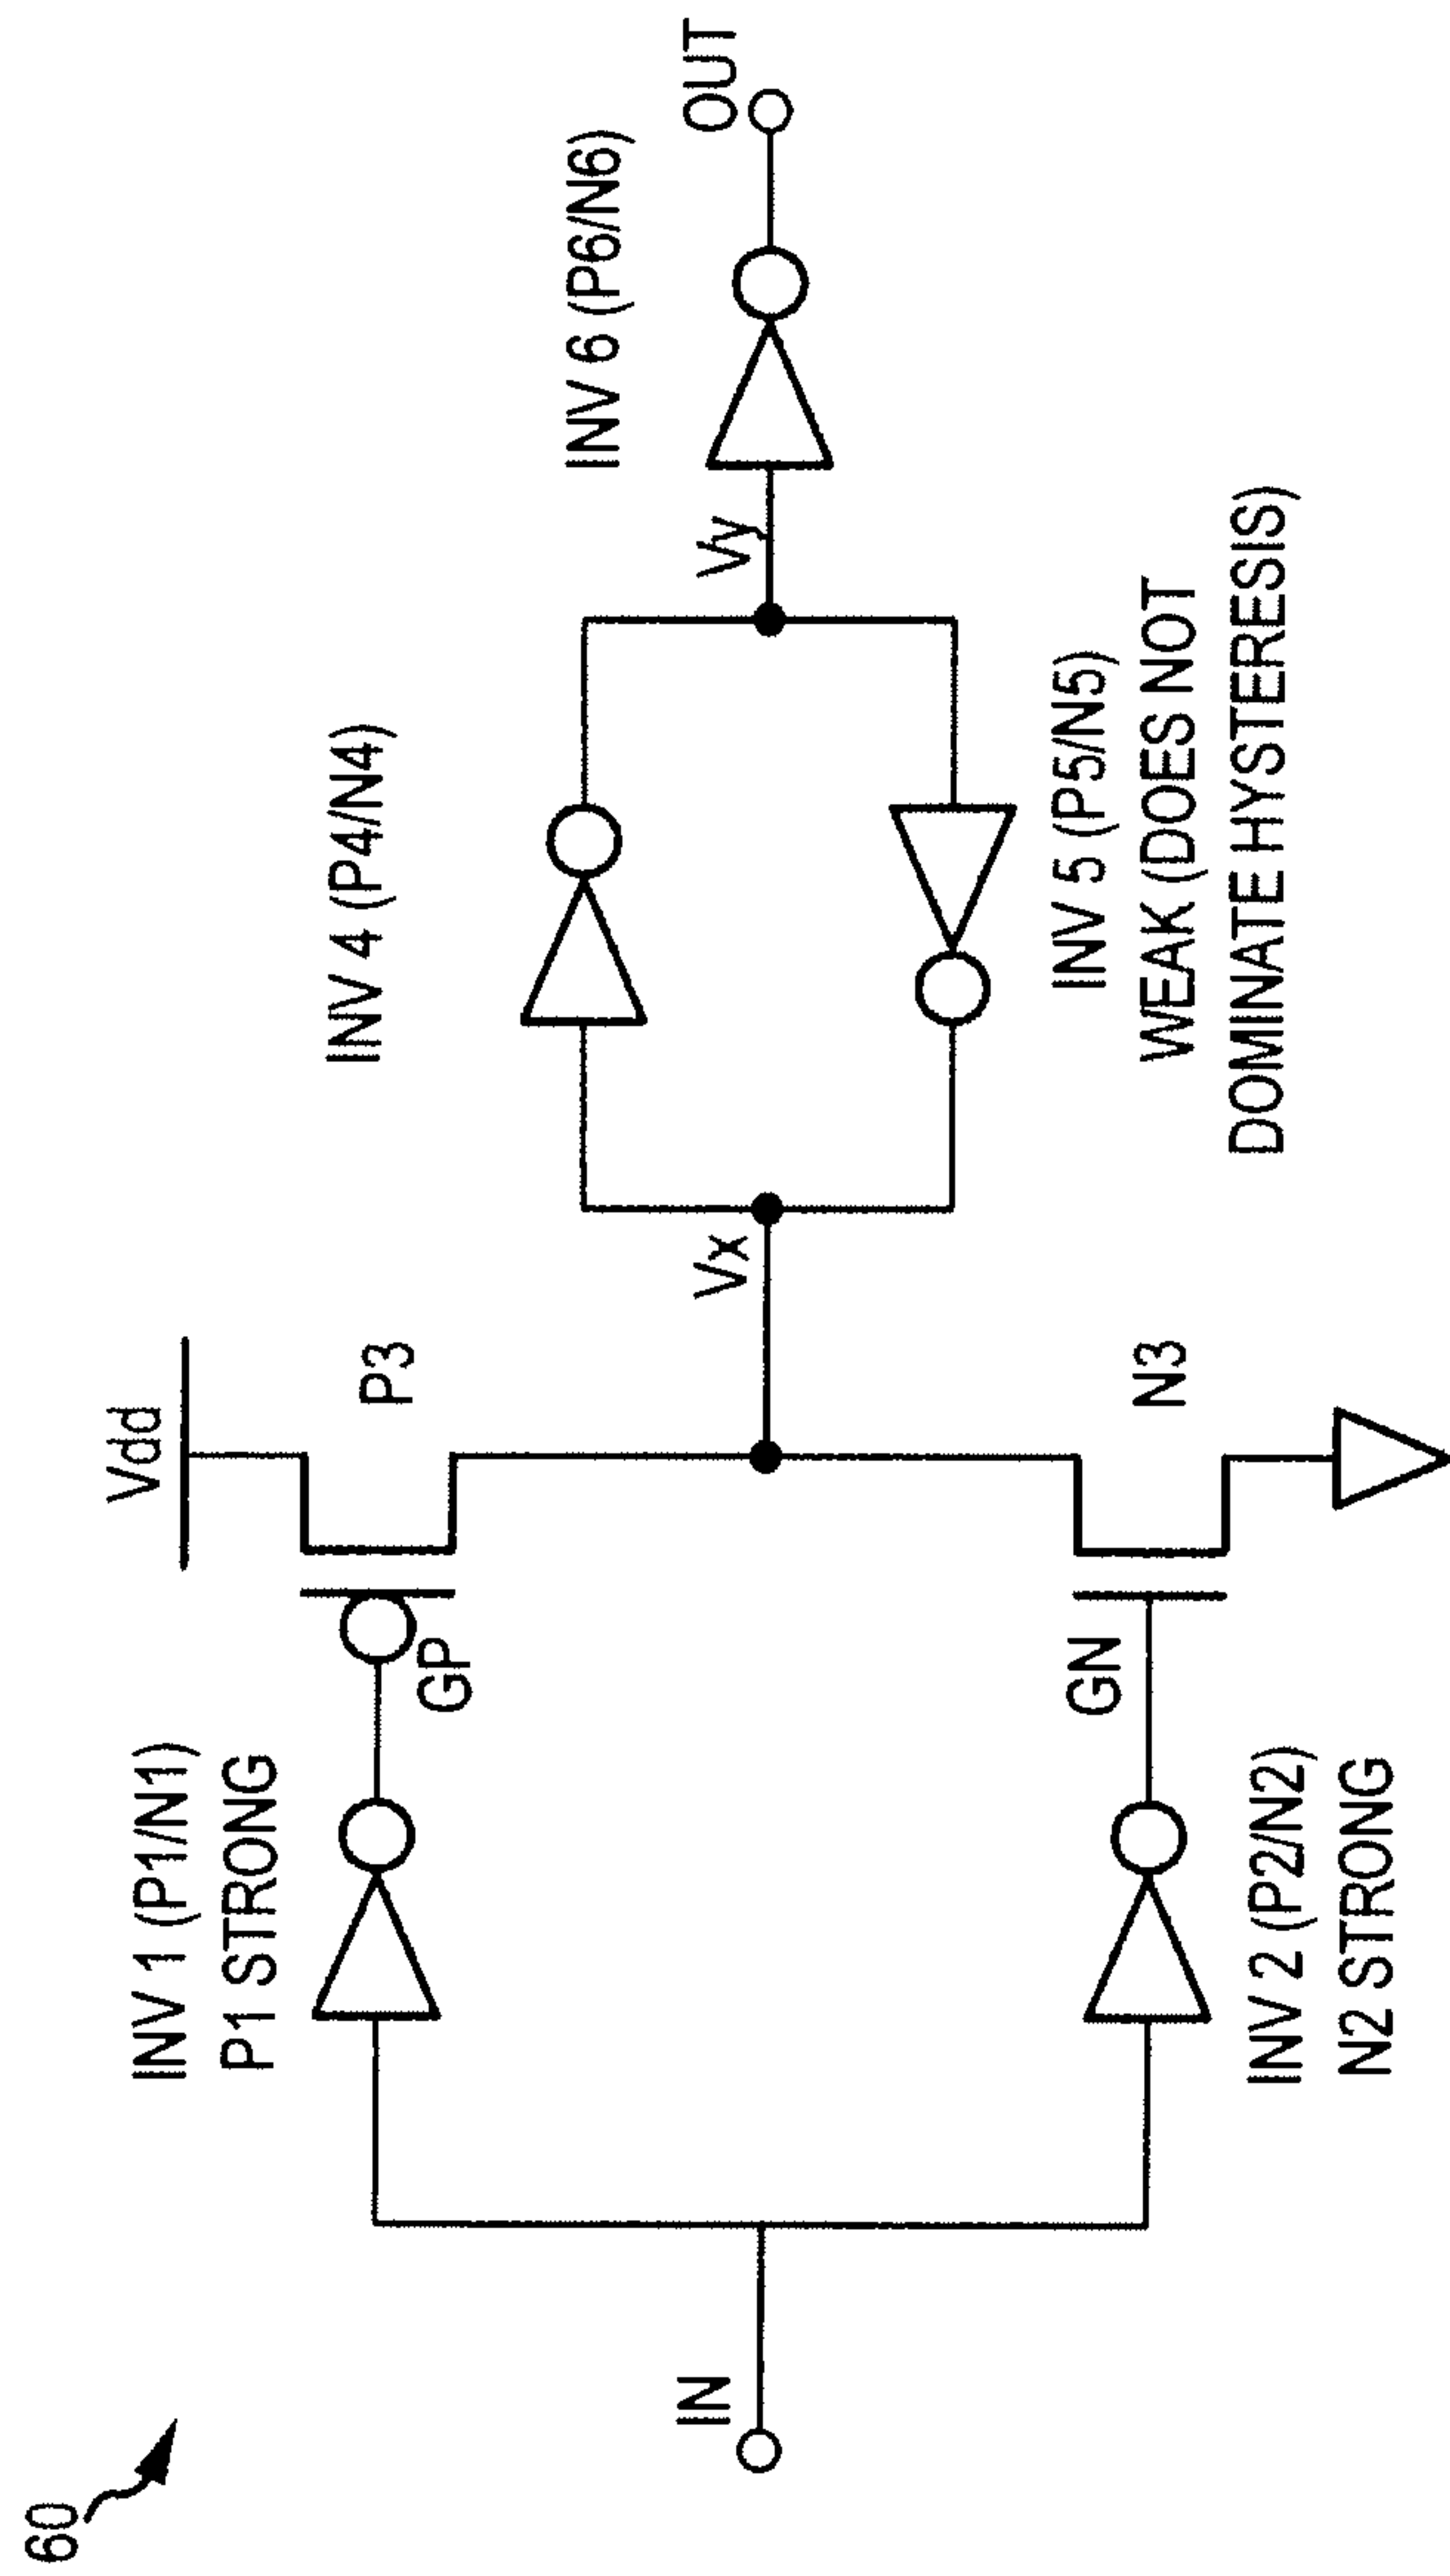 60
IN
INV 1 (P1/N1)
P1 STRONG
GP
Vdd
P3
INV 2 (P2/N2)
N2 STRONG
GN
N3
Vx
INV 4 (P4/N4)
INV 5 (P5/N5)
WEAK (DOES NOT
DOMINATE HYSTERESIS)
Vy
INV 6 (P6/N6)
OUT